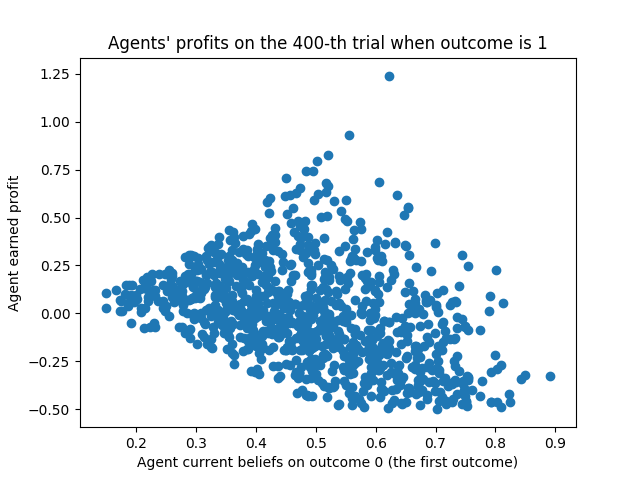 Agents' profits on the 400-th trial when outcome is 1
1.25
1.00
0.75
0.50
0.25
0.00
−0.25
−0.50
Agent earned profit
0.2 0.3 0.4 0.5 0.6 0.7 0.8 0.9
Agent current beliefs on outcome 0 (the first outcome)